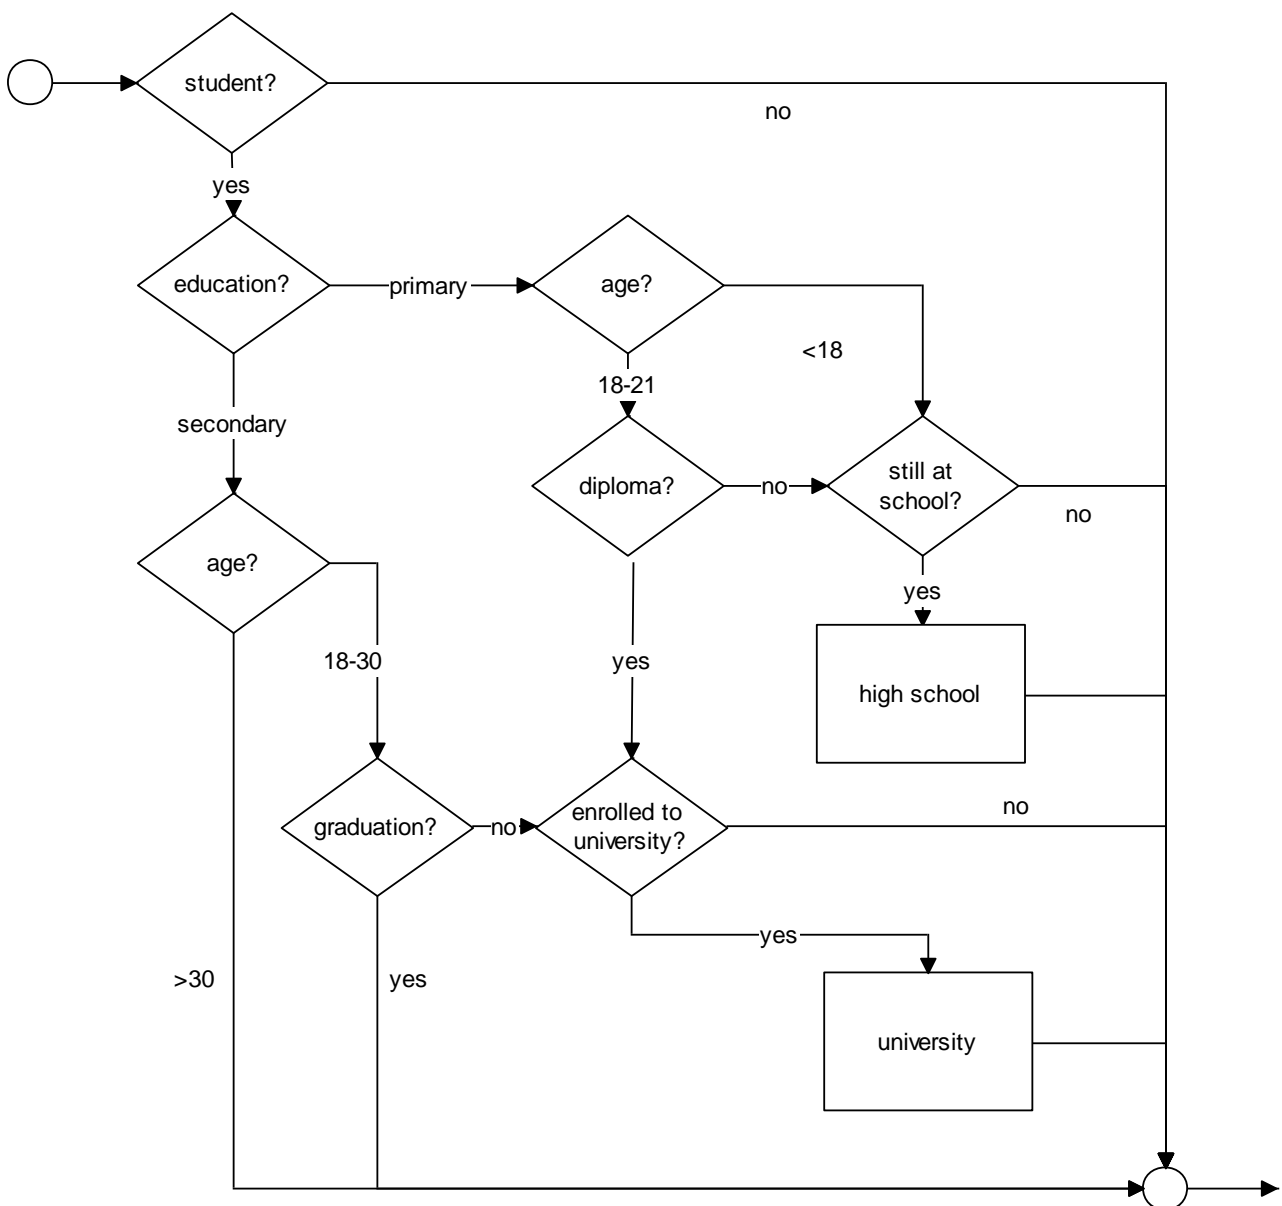 student?
no
yes
education?
primary
age?
<18
18-21
secondary
diploma?
no
still at
school?
no
age?
yes
18-30
yes
high school
no
graduation?
no
enrolled to
university?
yes
>30
yes
university